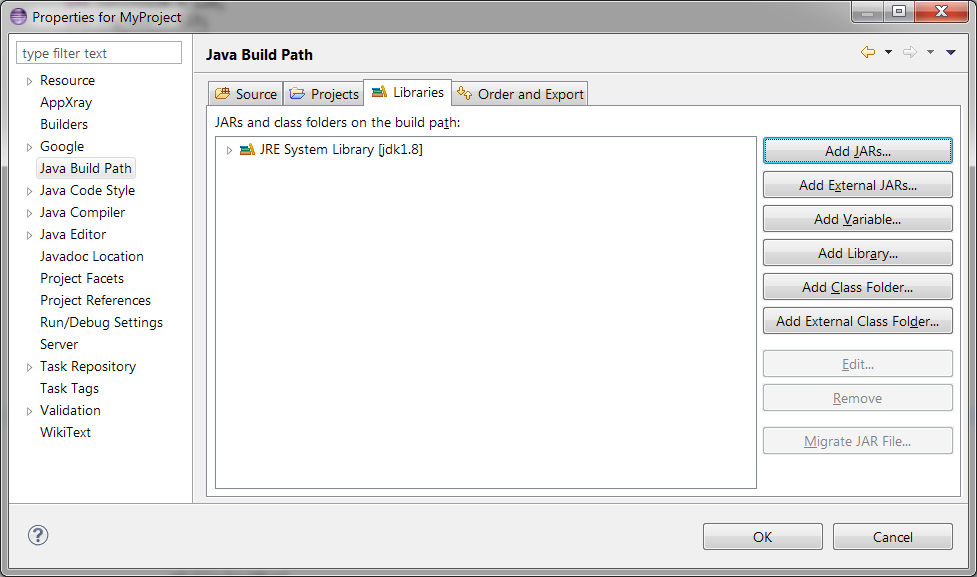 Properties for MyProject
type filter text
Resource
AppXray
Builders
Google
Java Build Path
Java Code Style
Java Compiler
Java Editor
Javadoc Location
Project Facets
Project References
Run/Debug Settings
Server
Task Repository
Task Tags
Validation
WikiText
Java Build Path
Source Projects Libraries Order and Export
JARs and class folders on the build path:
JRE System Library [jdk1.8]
Add JARs...
Add External JARs...
Add Variable...
Add Library...
Add Class Folder...
Add External Class Folder...
Edit...
Remove
Migrate JAR File...
?
OK Cancel